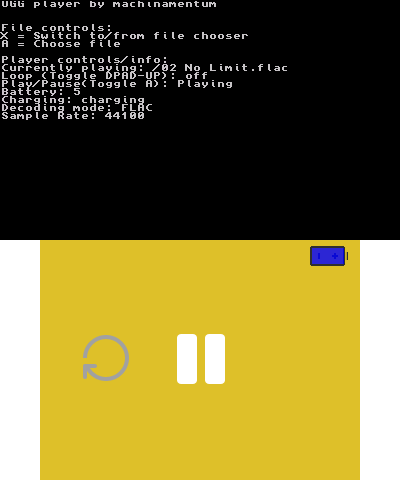 OGG player by machinamentum
File controls:
X = Switch to/from file chooser
A = Choose file
Player controls/info:
Currently playing: /02 No Limit.flac
Loop (Toggle DPAD-UP): off
Play/Pause(Toggle A): Playing
Battery: 5
Charging: charging
Decoding mode: FLAC
Sample Rate: 44100